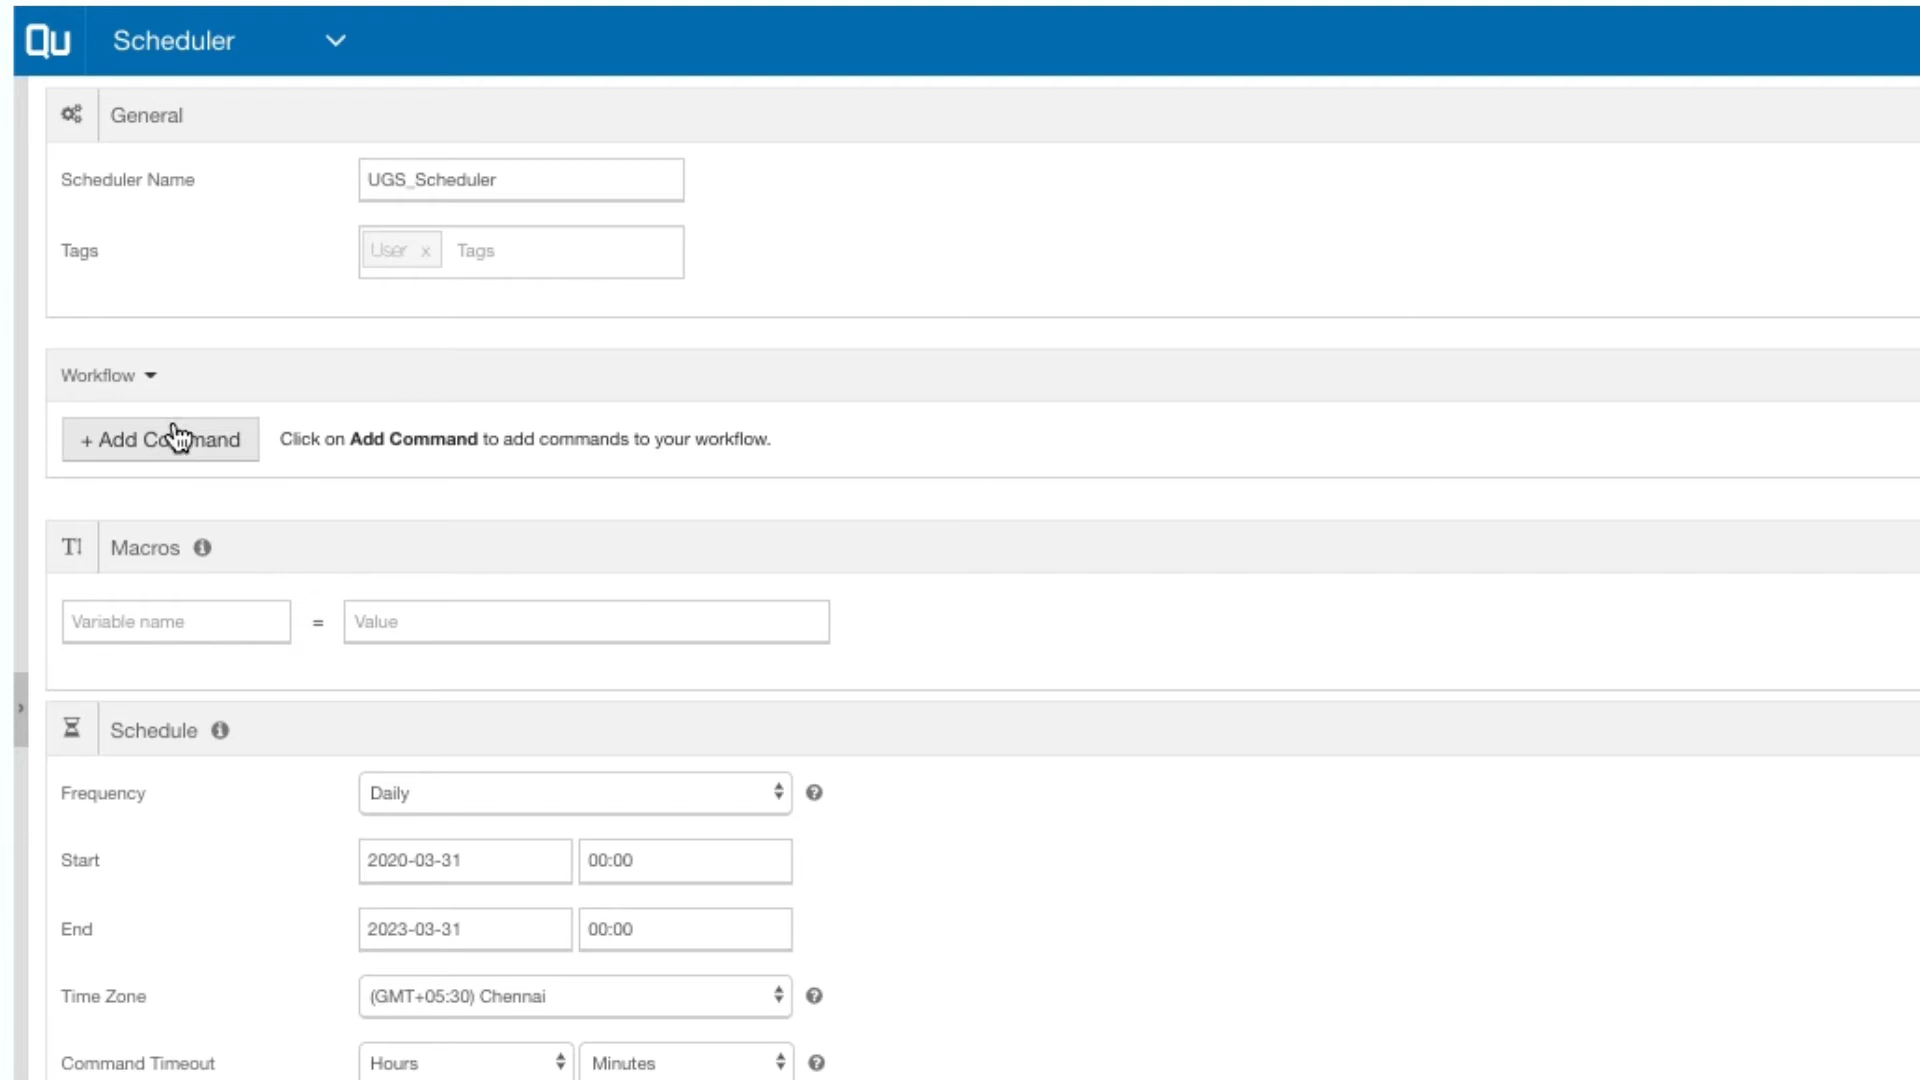 Qu Scheduler
General
Scheduler Name UGS_Scheduler
Tags User x Tags
Workflow
+ Add Command Click on Add Command to add commands to your workflow.
Macros
Variable name = Value
Schedule
Frequency Daily
Start 2020-03-31 00:00
End 2023-03-31 00:00
Time Zone (GMT+05:30) Chennai
Command Timeout Hours Minutes